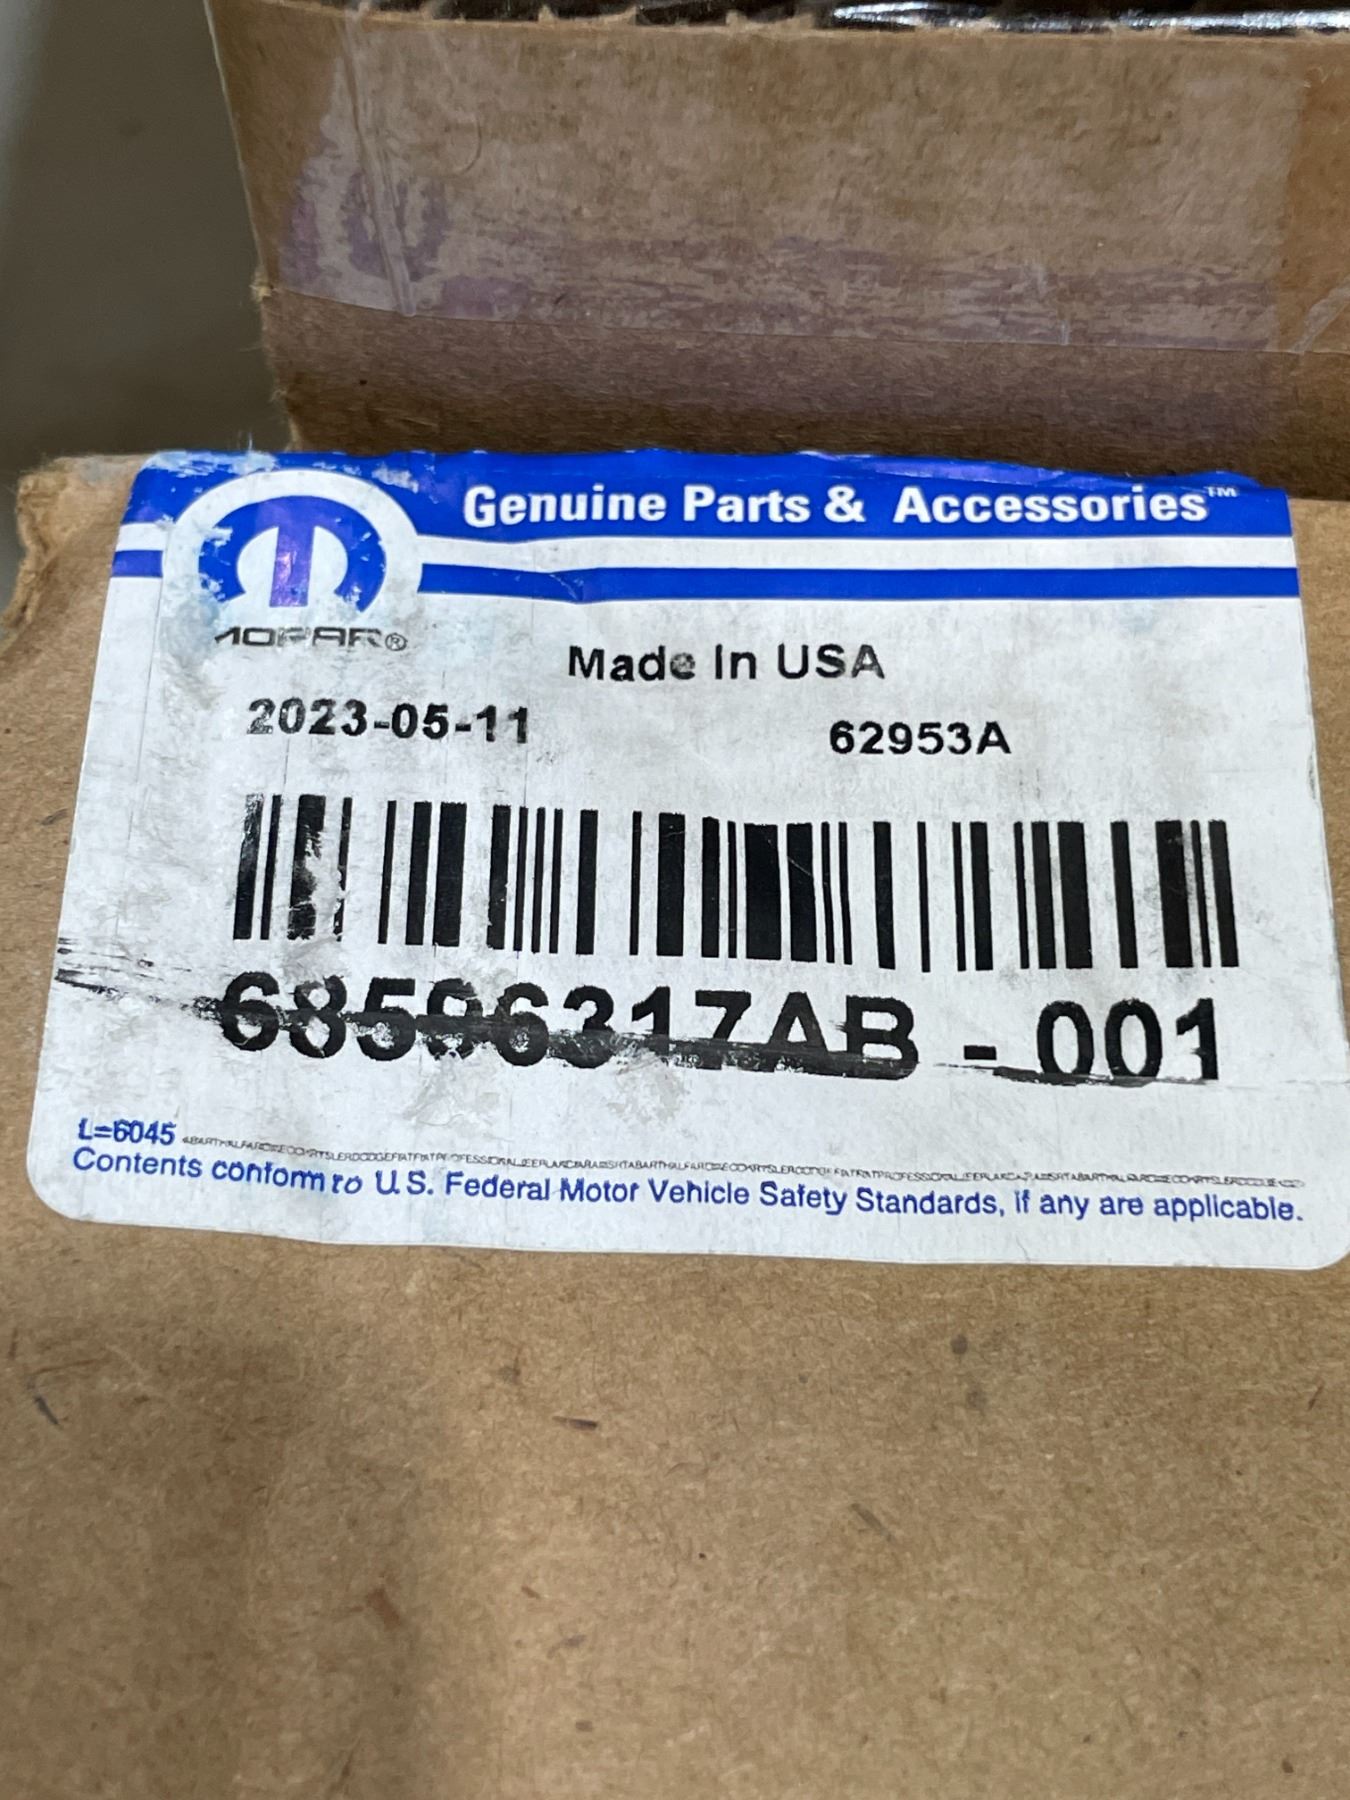 Genuine Parts & Accessories™
MOPAR®
Made In USA
2023-05-11
62953A
68596317AB - 001
L=6045
Contents conform to U.S. Federal Motor Vehicle Safety Standards, if any are applicable.